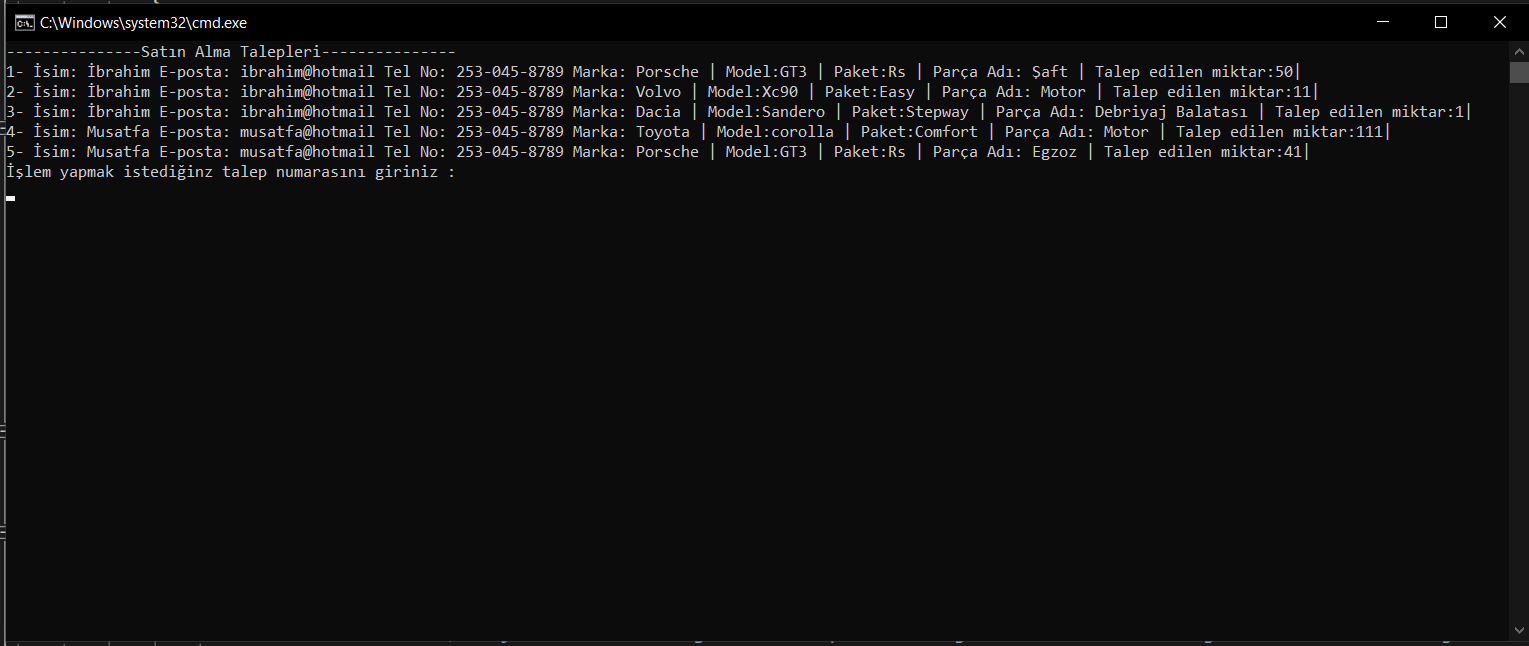 C:\Windows\system32\cmd.exe
---------------Satın Alma Talepleri---------------
1- İsim: İbrahim E-posta: ibrahim@hotmail Tel No: 253-045-8789 Marka: Porsche | Model:GT3 | Paket:Rs | Parça Adı: Şaft | Talep edilen miktar:50|
2- İsim: İbrahim E-posta: ibrahim@hotmail Tel No: 253-045-8789 Marka: Volvo | Model:Xc90 | Paket:Easy | Parça Adı: Motor | Talep edilen miktar:11|
3- İsim: İbrahim E-posta: ibrahim@hotmail Tel No: 253-045-8789 Marka: Dacia | Model:Sandero | Paket:Stepway | Parça Adı: Debriyaj Balatası | Talep edilen miktar:1|
4- İsim: Musatfa E-posta: musatfa@hotmail Tel No: 253-045-8789 Marka: Toyota | Model:corolla | Paket:Comfort | Parça Adı: Motor | Talep edilen miktar:111|
5- İsim: Musatfa E-posta: musatfa@hotmail Tel No: 253-045-8789 Marka: Porsche | Model:GT3 | Paket:Rs | Parça Adı: Egzoz | Talep edilen miktar:41|
İşlem yapmak istediğinz talep numarasını giriniz :